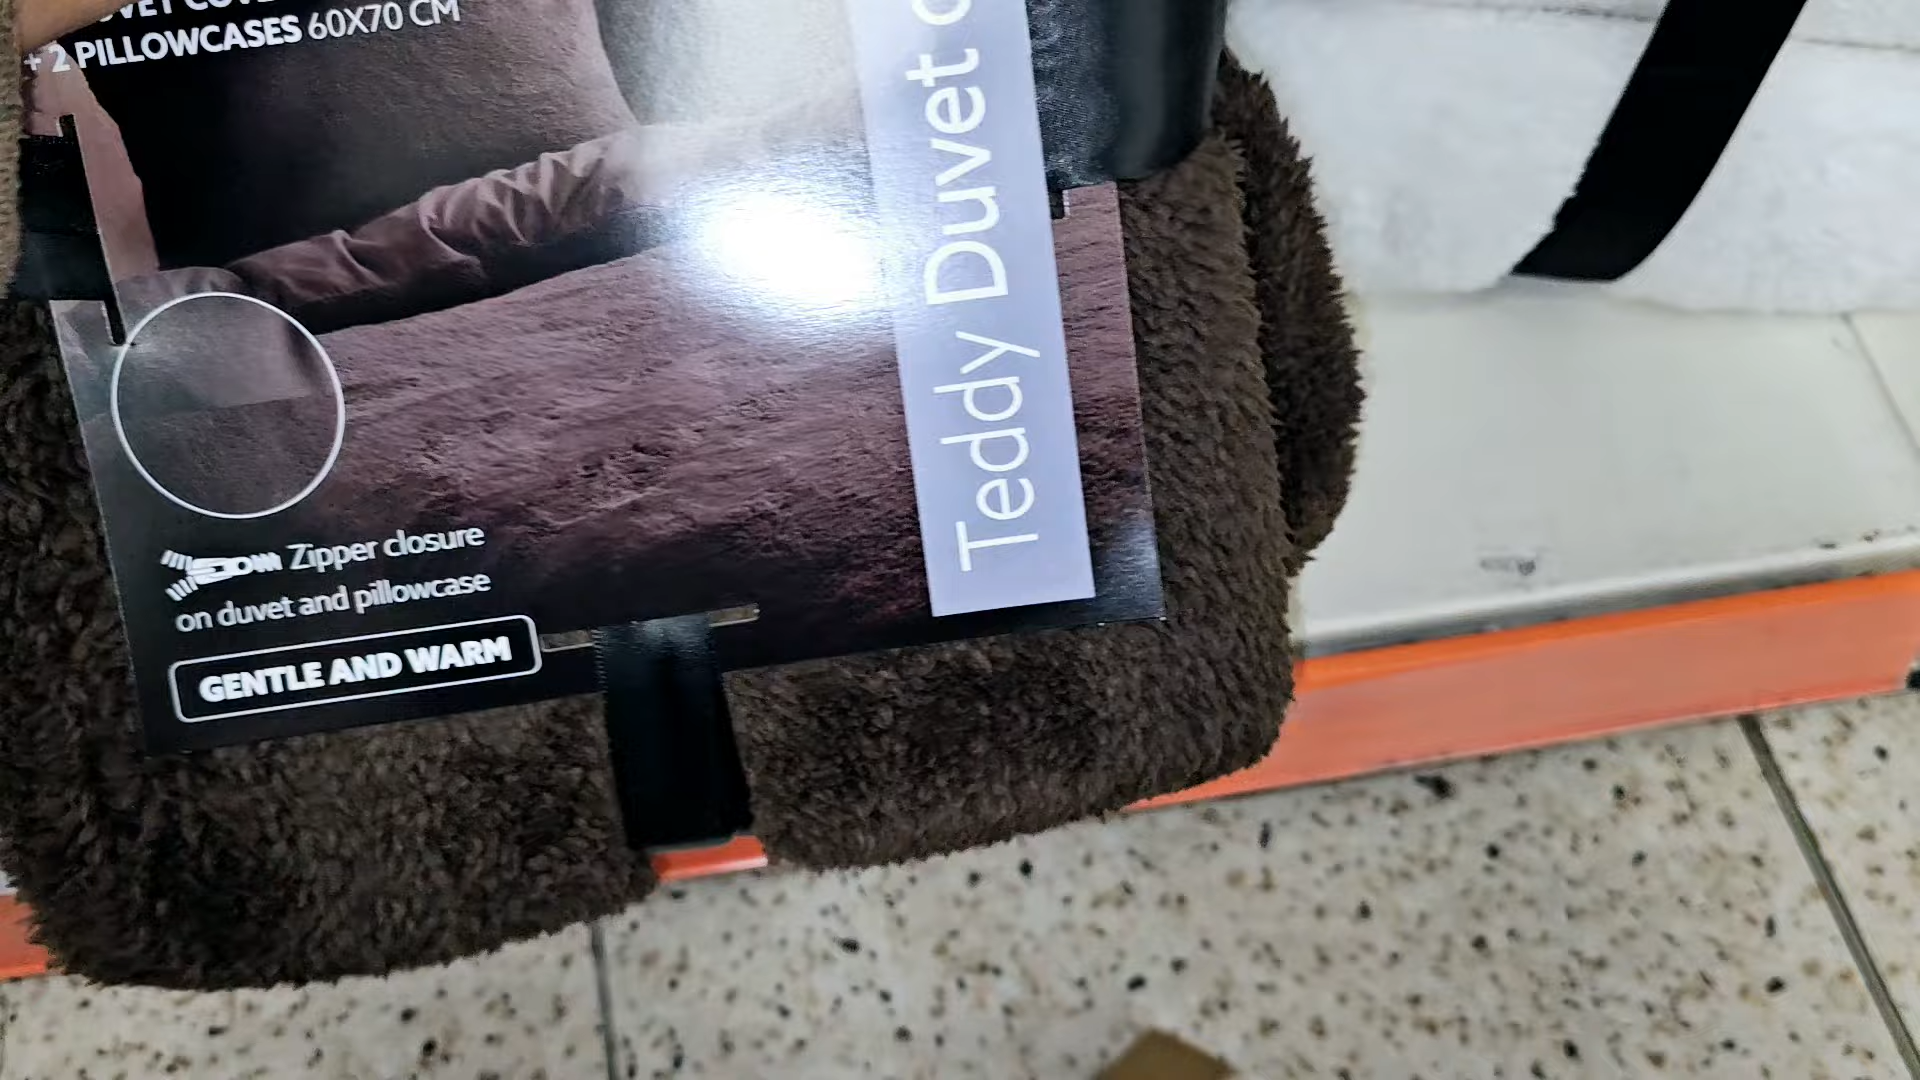 + 2 PILLOWCASES 60X70 CM
Teddy Duvet
Zipper closure
on duvet and pillowcase
GENTLE AND WARM